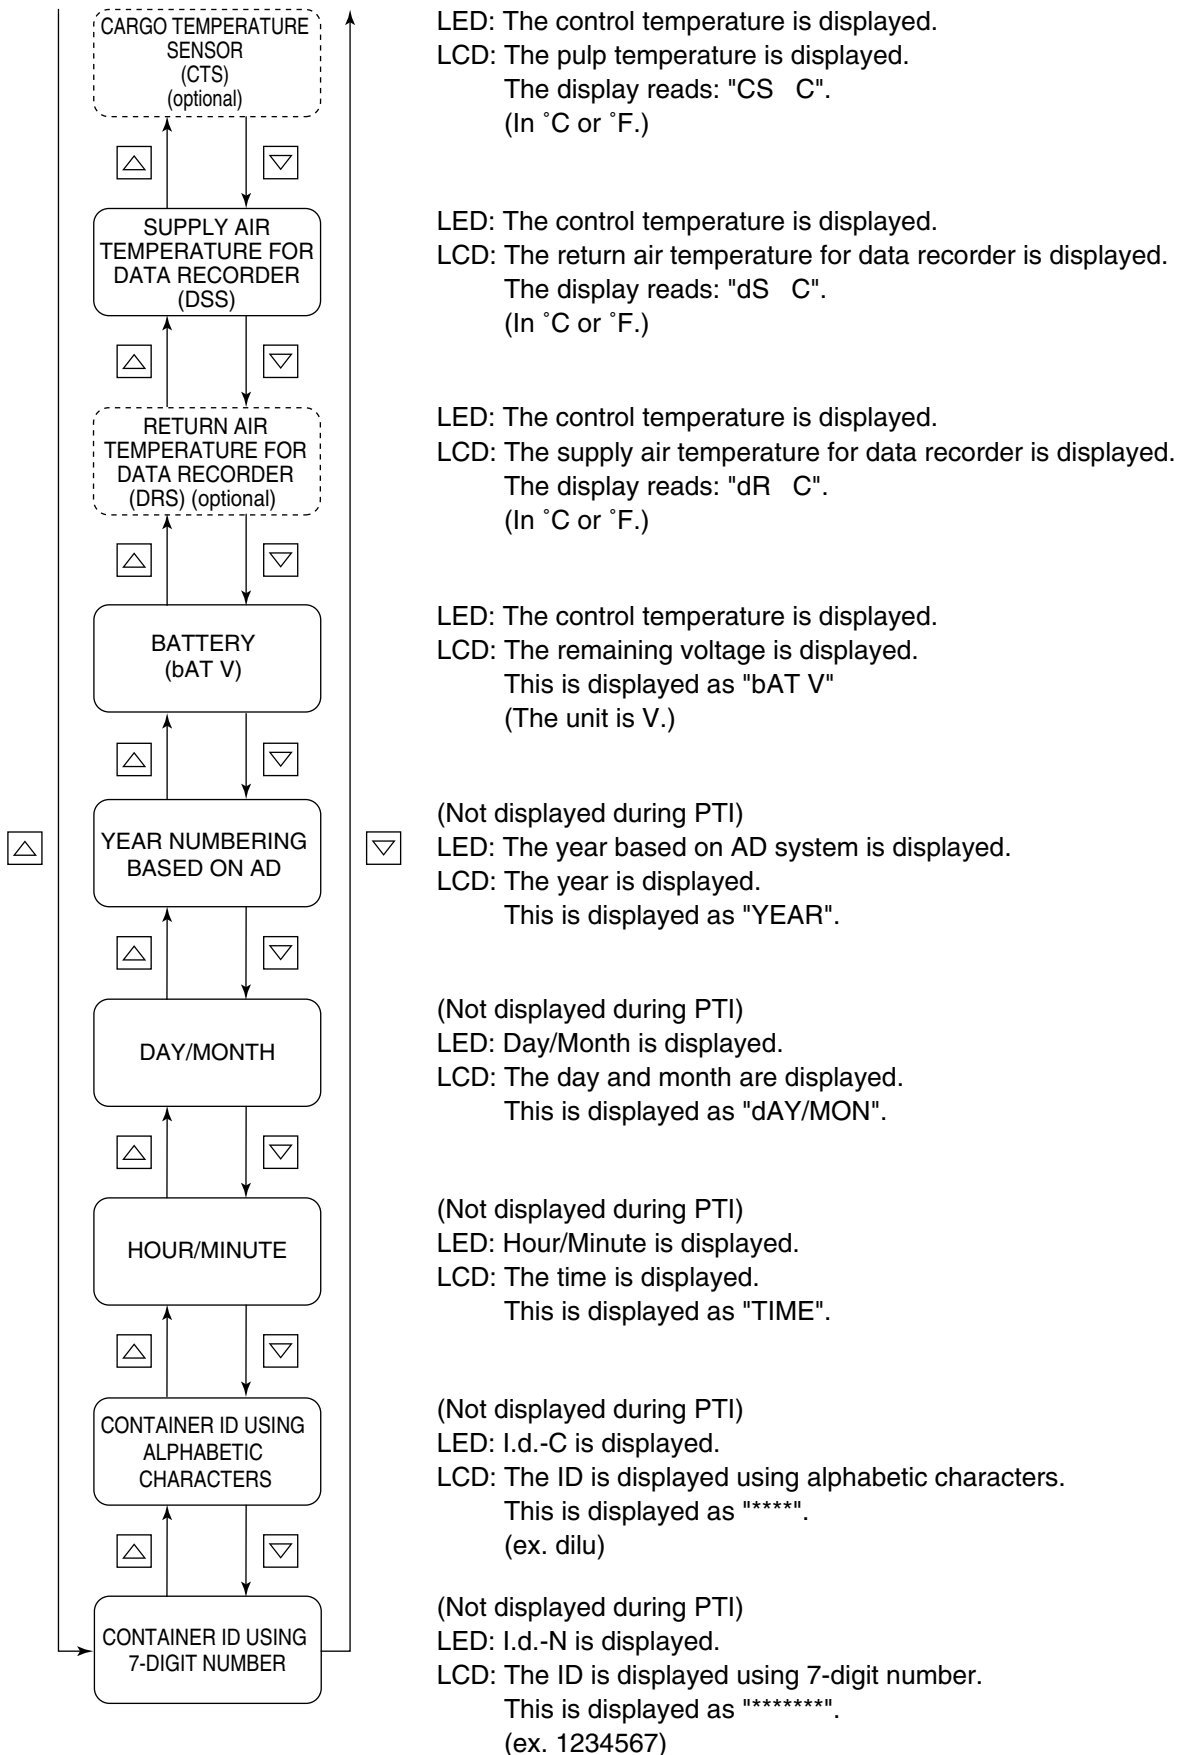 CARGO TEMPERATURE
SENSOR
(CTS)
(optional)
LED: The control temperature is displayed.
LCD: The pulp temperature is displayed.
The display reads: "CS   C".
(In ˚C or ˚F.)
SUPPLY AIR
TEMPERATURE FOR
DATA RECORDER
(DSS)
LED: The control temperature is displayed.
LCD: The return air temperature for data recorder is displayed.
The display reads: "dS   C".
(In ˚C or ˚F.)
RETURN AIR
TEMPERATURE FOR
DATA RECORDER
(DRS) (optional)
LED: The control temperature is displayed.
LCD: The supply air temperature for data recorder is displayed.
The display reads: "dR   C".
(In ˚C or ˚F.)
BATTERY
(bAT V)
LED: The control temperature is displayed.
LCD: The remaining voltage is displayed.
This is displayed as "bAT V"
(The unit is V.)
YEAR NUMBERING
BASED ON AD
(Not displayed during PTI)
LED: The year based on AD system is displayed.
LCD: The year is displayed.
This is displayed as "YEAR".
DAY/MONTH
(Not displayed during PTI)
LED: Day/Month is displayed.
LCD: The day and month are displayed.
This is displayed as "dAY/MON".
HOUR/MINUTE
(Not displayed during PTI)
LED: Hour/Minute is displayed.
LCD: The time is displayed.
This is displayed as "TIME".
CONTAINER ID USING
ALPHABETIC
CHARACTERS
(Not displayed during PTI)
LED: I.d.-C is displayed.
LCD: The ID is displayed using alphabetic characters.
This is displayed as "****".
(ex. dilu)
CONTAINER ID USING
7-DIGIT NUMBER
(Not displayed during PTI)
LED: I.d.-N is displayed.
LCD: The ID is displayed using 7-digit number.
This is displayed as "*******".
(ex. 1234567)